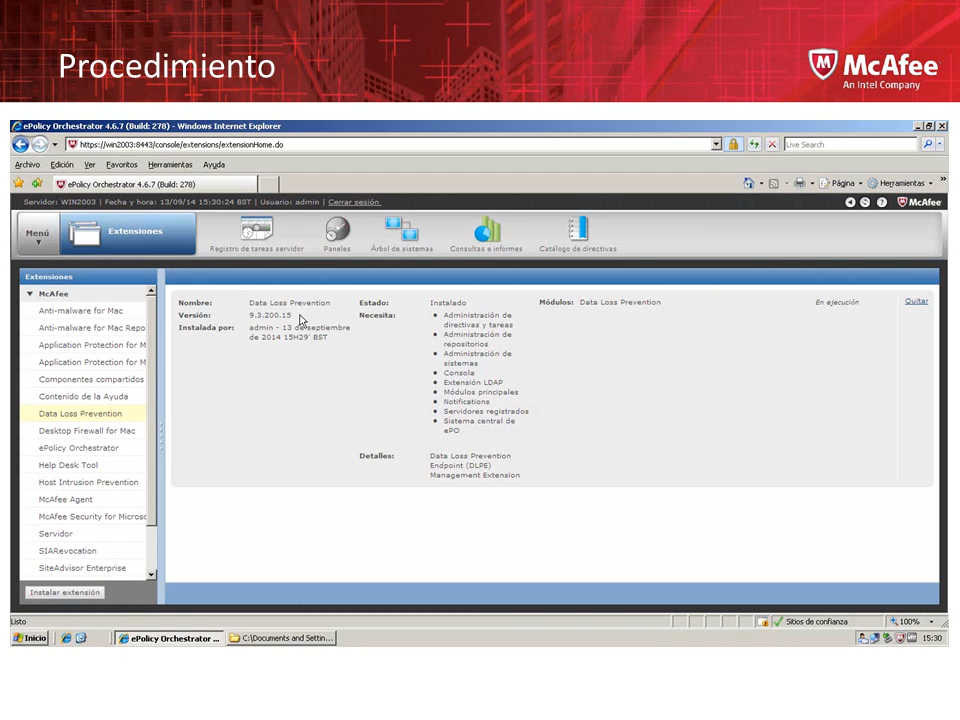 Procedimiento
McAfee
An Intel Company
ePolicy Orchestrator 4.6.7 (Build: 278) - Windows Internet Explorer
https://win2003:8443/console/extensions/extensionHome.do
Live Search
Archivo Edición Ver Favoritos Herramientas Ayuda
ePolicy Orchestrator 4.6.7 (Build: 278)
Página Herramientas
Servidor: WIN2003 | Fecha y hora: 13/09/14 15:30:24 BST | Usuario: admin | Cerrar sesión
McAfee
Menú
Extensiones
Registro de tareas servidor
Paneles
Árbol de sistemas
Consultas e informes
Catálogo de directivas
Extensiones
McAfee
Anti-malware for Mac
Anti-malware for Mac Repo
Application Protection for M
Application Protection for M
Componentes compartidos
Contenido de la Ayuda
Data Loss Prevention
Desktop Firewall for Mac
ePolicy Orchestrator
Help Desk Tool
Host Intrusion Prevention
McAfee Agent
McAfee Security for Microso
Servidor
SIARevocation
SiteAdvisor Enterprise
Instalar extensión
Nombre: Data Loss Prevention
Versión: 9.3.200.15
Instalada por: admin - 13 de septiembre
de 2014 15H29' BST
Estado: Instalado
Necesita:
• Administración de
directivas y tareas
• Administración de
repositorios
• Administración de
sistemas
• Consola
• Extensión LDAP
• Módulos principales
• Notifications
• Servidores registrados
• Sistema central de
ePO
Detalles: Data Loss Prevention
Endpoint (DLPE)
Management Extension
Módulos: Data Loss Prevention
En ejecución
Quitar
Listo
Sitios de confianza
100%
Inicio
ePolicy Orchestrator ...
C:\Documents and Settin...
15:30